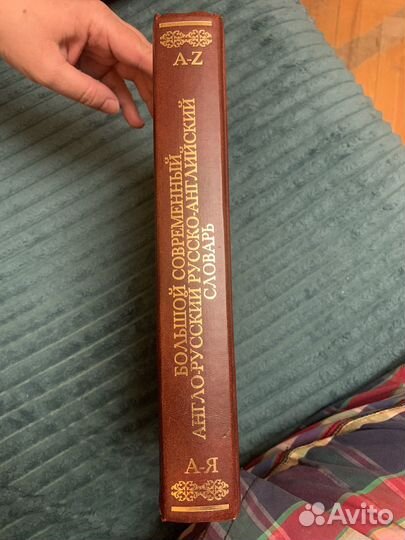 A-Z
БОЛЬШОЙ СОВРЕМЕННЫЙ
АНГЛО-РУССКИЙ РУССКО-АНГЛИЙСКИЙ
СЛОВАРЬ
А-Я
Avito